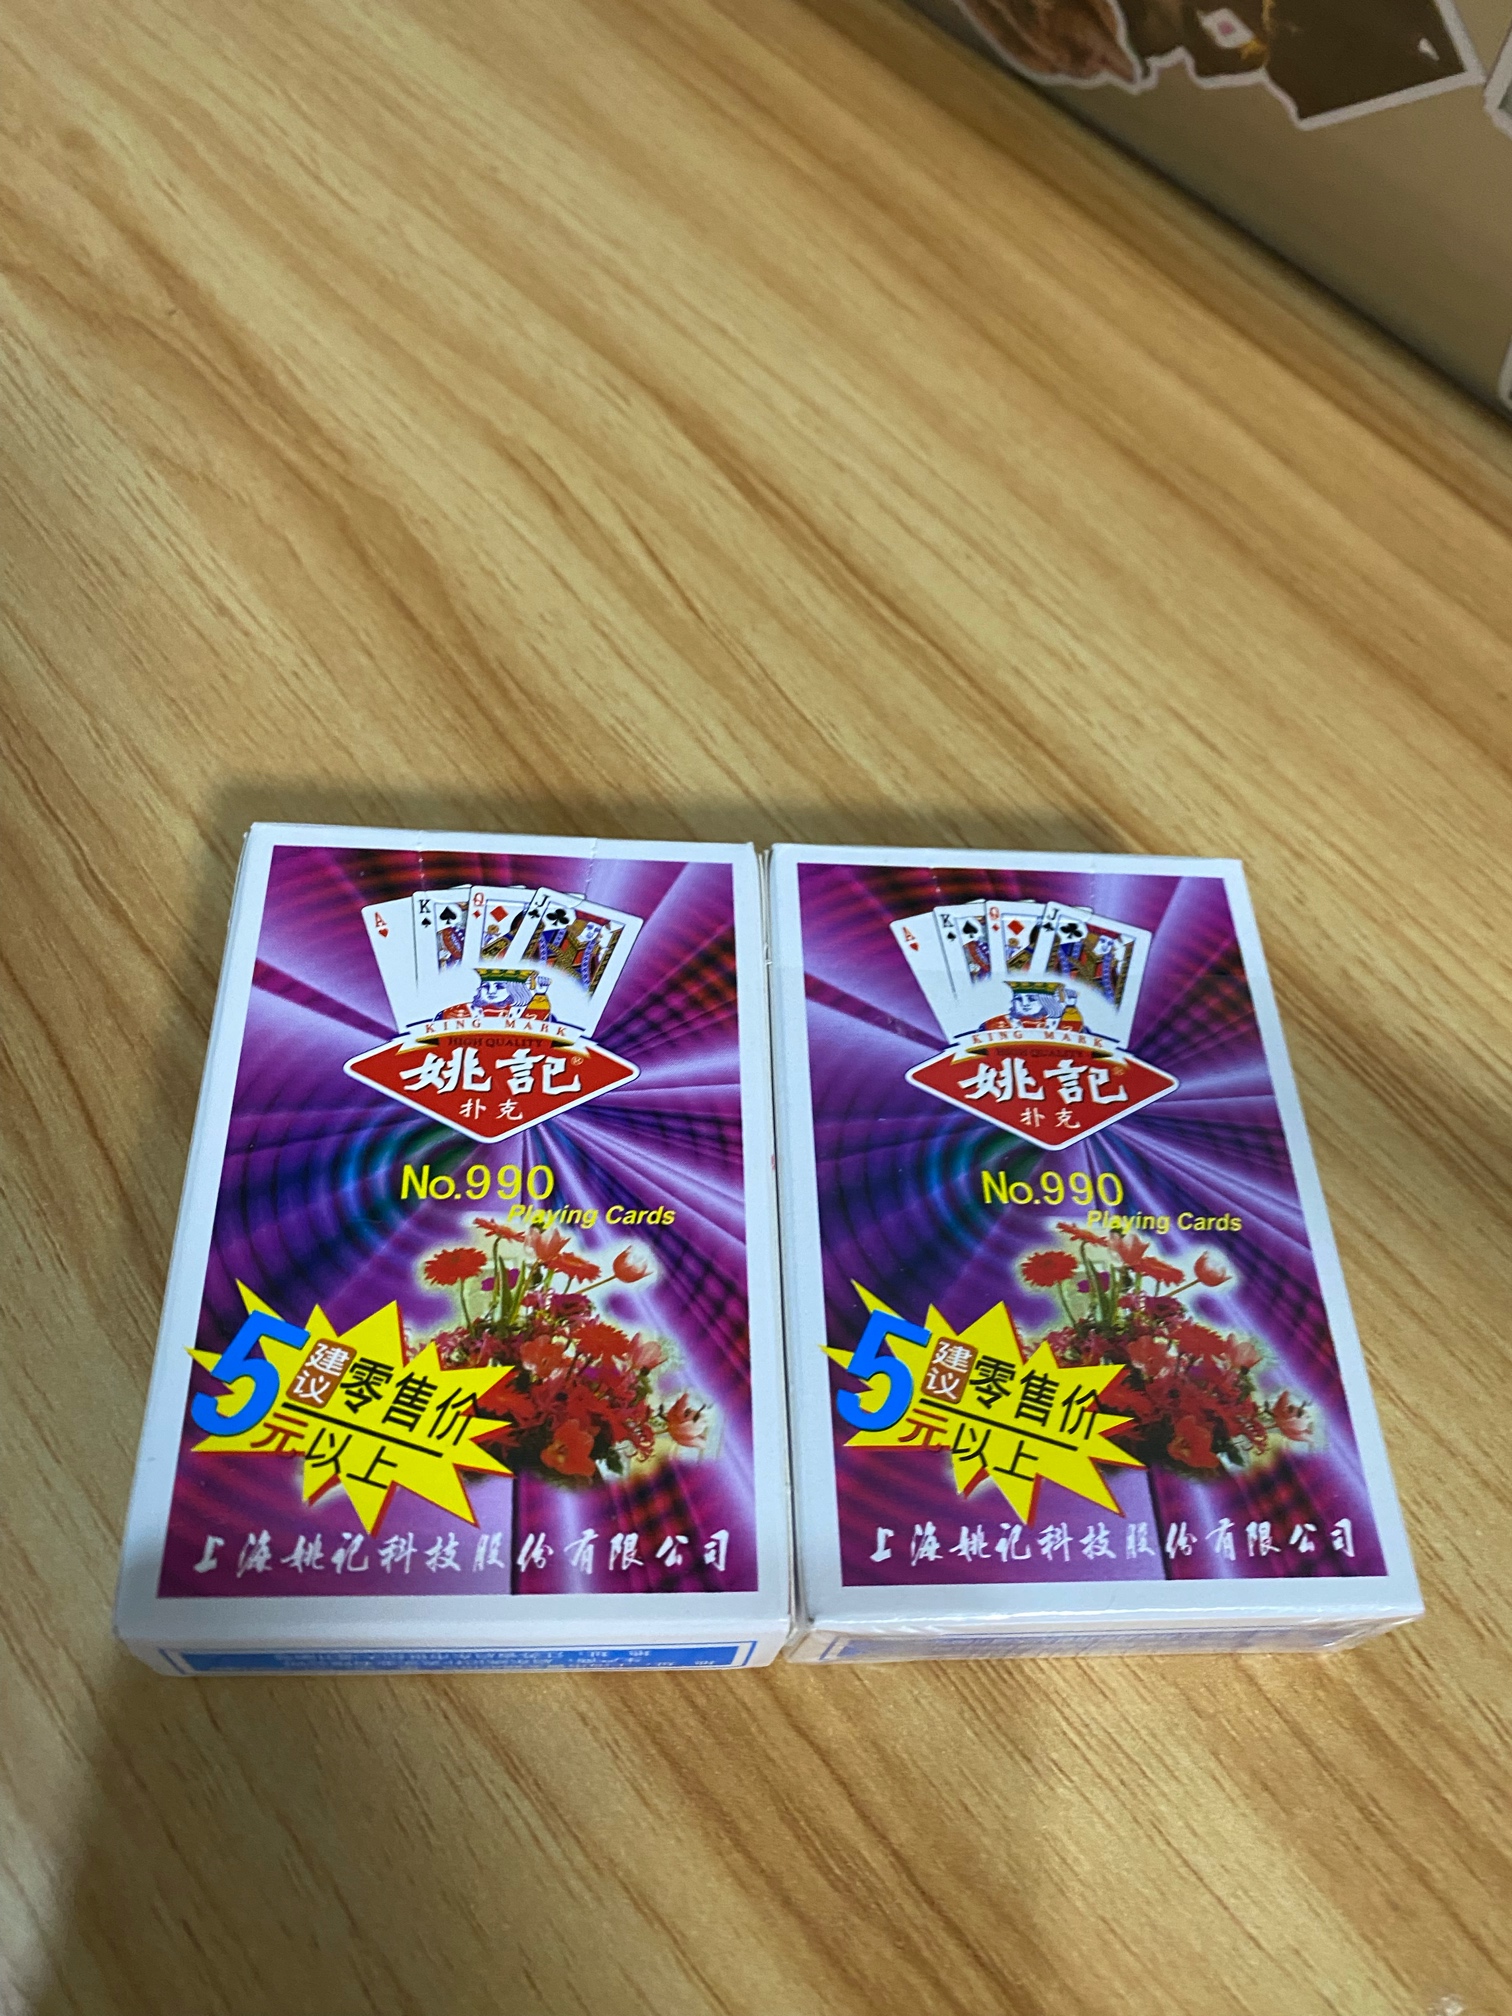 A
K
Q
J
KING MARK
HIGH QUALITY
姚記®
扑克
No.990
Playing Cards
5元
建议
零售价
以上
上海姚记科技股份有限公司
A
K
Q
J
KING MARK
HIGH QUALITY
姚記®
扑克
No.990
Playing Cards
5元
建议
零售价
以上
上海姚记科技股份有限公司